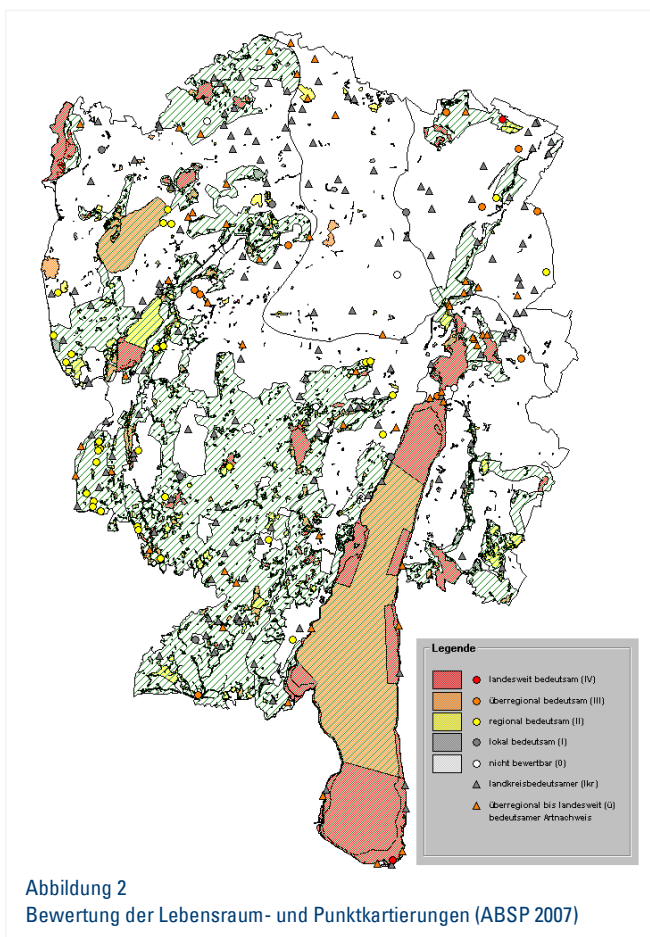 Legende
landesweit bedeutsam (IV)
überregional bedeutsam (III)
regional bedeutsam (II)
lokal bedeutsam (I)
nicht bewertbar (0)
landkreisbedeutsamer (lkr)
überregional bis landesweit (ü)
bedeutsamer Artnachweis
Abbildung 2
Bewertung der Lebensraum- und Punktkartierungen (ABSP 2007)